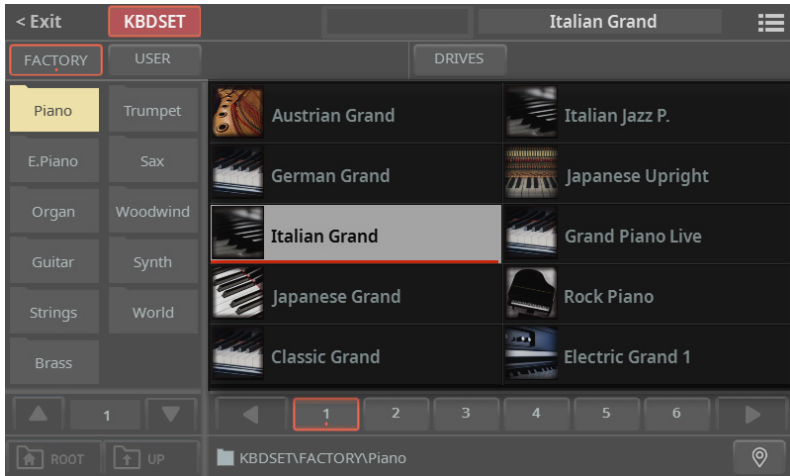 < Exit KBDSET Italian Grand
FACTORY USER DRIVES
Piano Trumpet
E.Piano Sax
Organ Woodwind
Guitar Synth
Strings World
Brass
Austrian Grand Italian Jazz P.
German Grand Japanese Upright
Italian Grand Grand Piano Live
Japanese Grand Rock Piano
Classic Grand Electric Grand 1
1 1 2 3 4 5 6
ROOT UP KBDSET\FACTORY\Piano